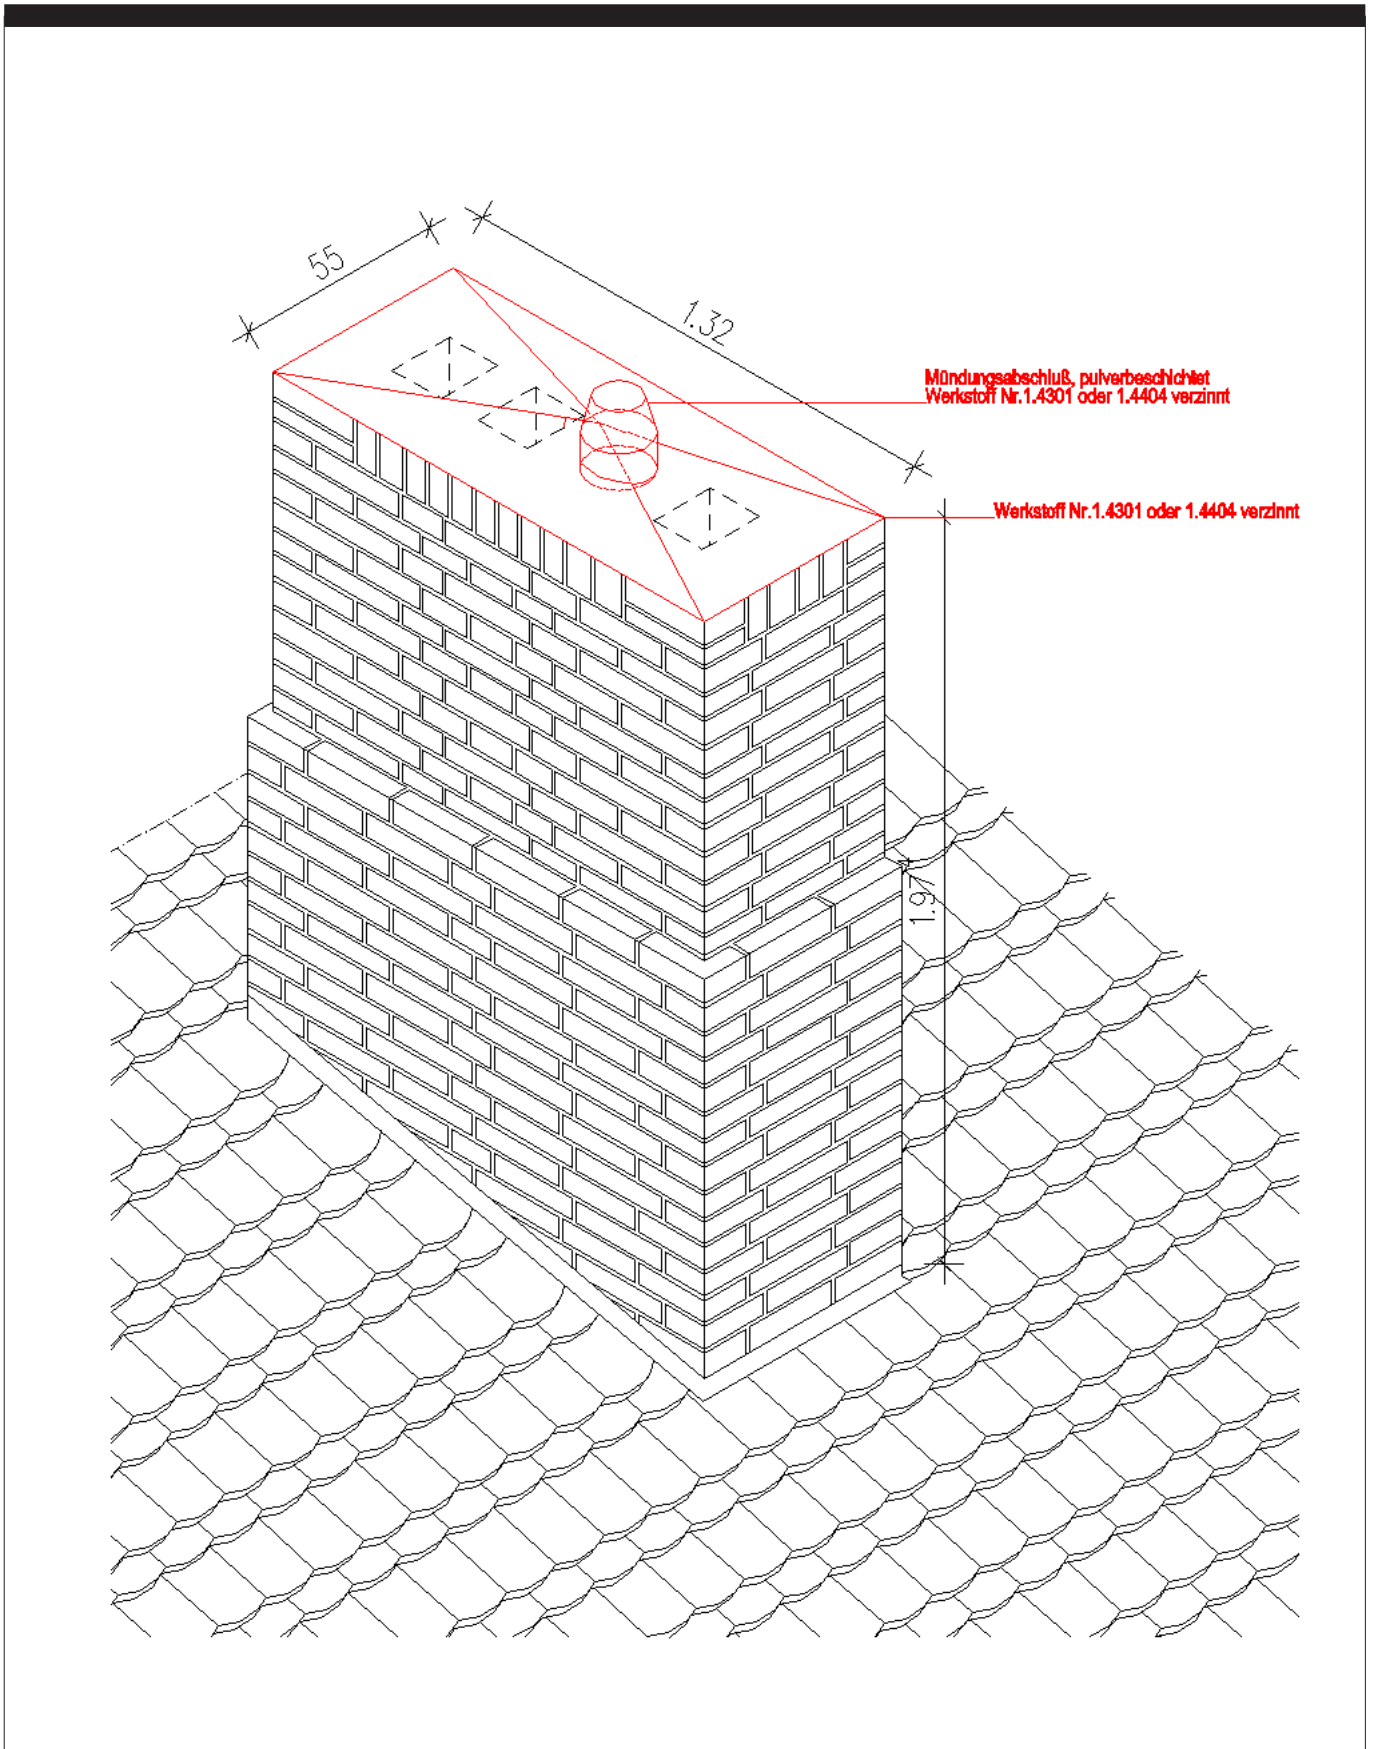 55
1.32
Mündungsabschluß, pulverbeschichtet
Werkstoff Nr.1.4301 oder 1.4404 verzinnt
Werkstoff Nr.1.4301 oder 1.4404 verzinnt
1.97